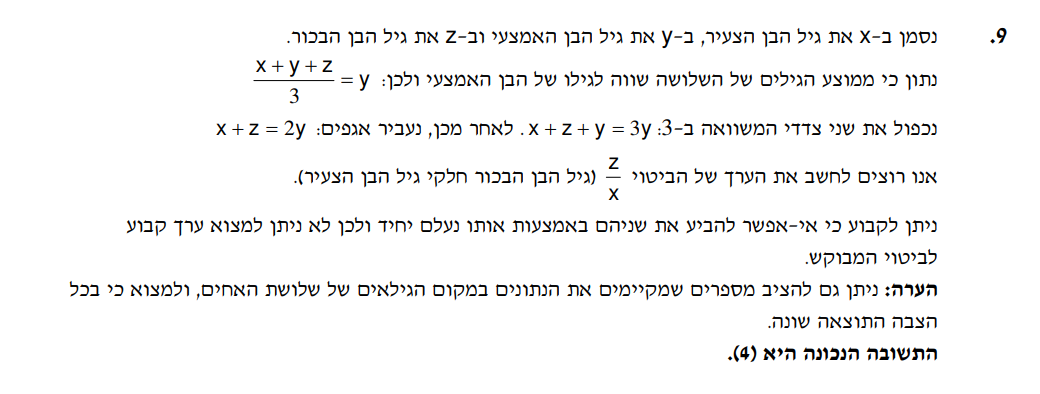 9. נסמן ב-x את גיל הבן הצעיר, ב-y את גיל הבן האמצעי וב-z את גיל הבן הבכור.
נתון כי ממוצע הגילים של השלושה שווה לגילו של הבן האמצעי ולכן: (x + y + z)/3 = y
נכפול את שני צדדי המשוואה ב-3: x + z + y = 3y. לאחר מכן, נעביר אגפים: x + z = 2y
אנו רוצים לחשב את הערך של הביטוי z/x (גיל הבן הבכור חלקי גיל הבן הצעיר).
ניתן לקבוע כי אי-אפשר להביע את שניהם באמצעות אותו נעלם יחיד ולכן לא ניתן למצוא ערך קבוע
לביטוי המבוקש.
הערה: ניתן גם להציב מספרים שמקיימים את הנתונים במקום הגילאים של שלושת האחים, ולמצוא כי בכל
הצבה התוצאה שונה.
התשובה הנכונה היא (4).